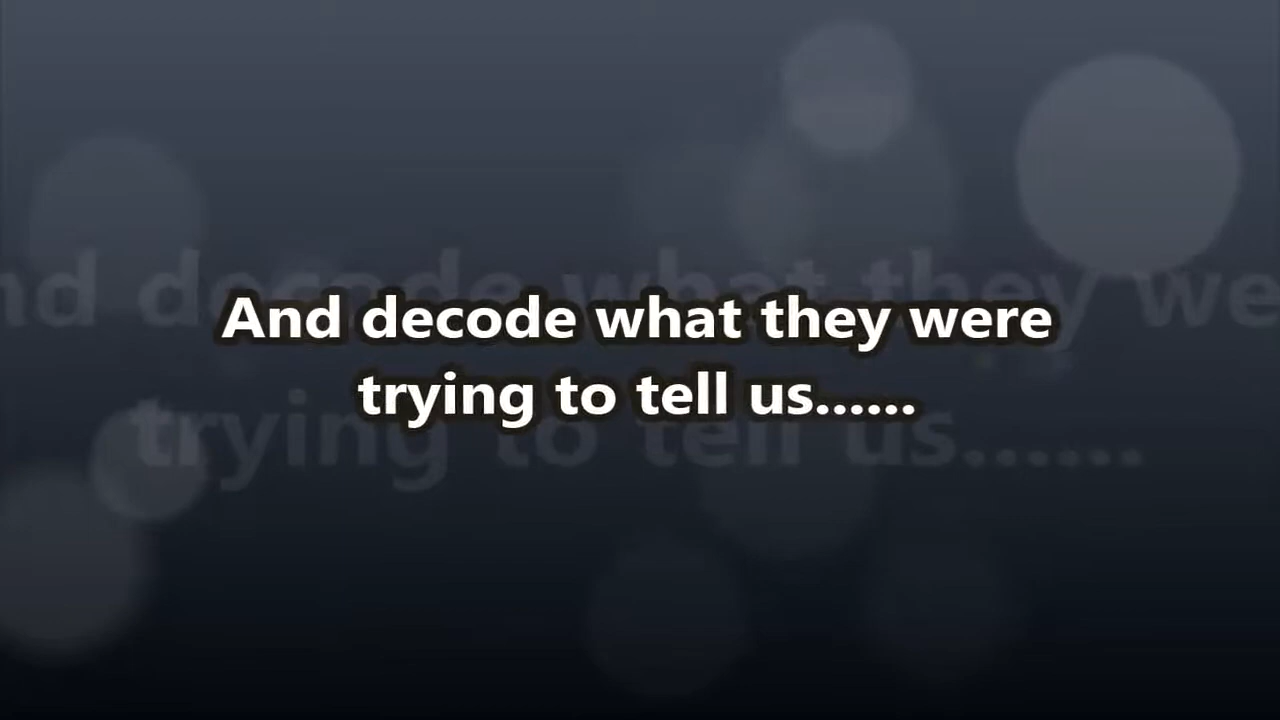 And decode what they were
trying to tell us......